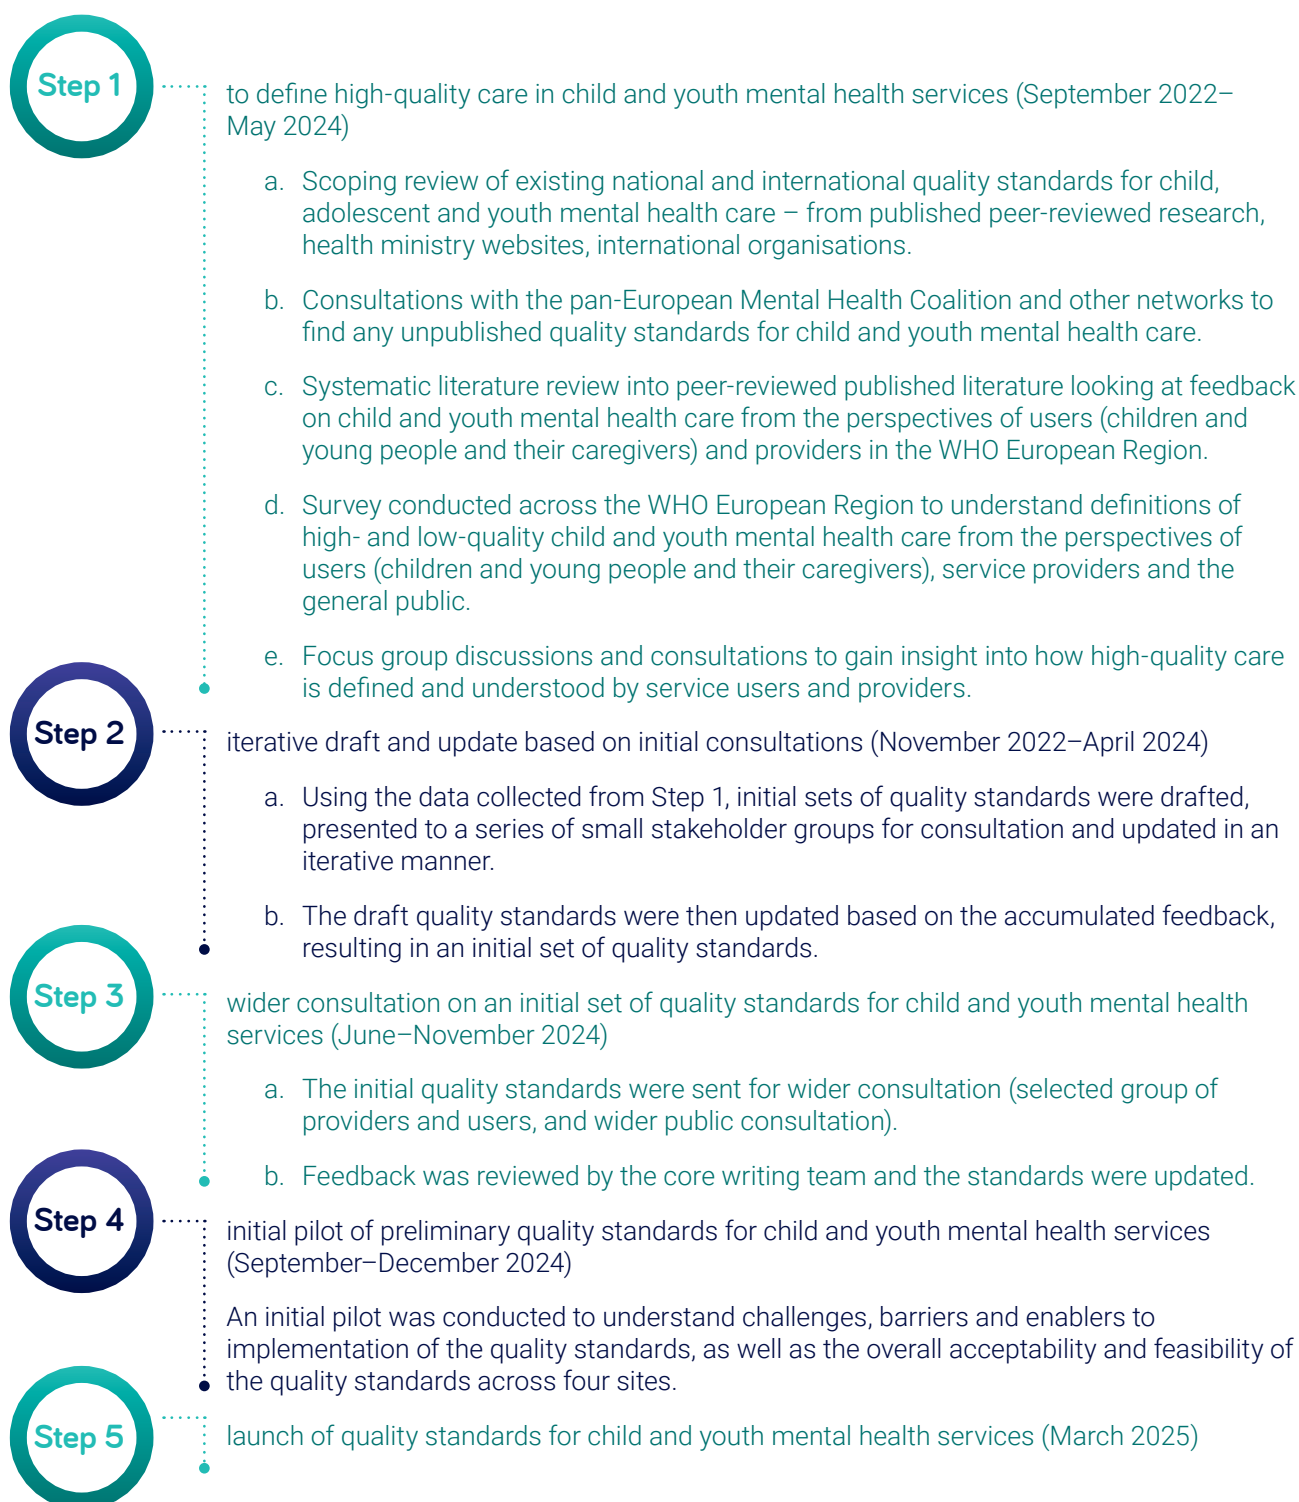 Step 1
to define high-quality care in child and youth mental health services (September 2022–
May 2024)
a. Scoping review of existing national and international quality standards for child,
adolescent and youth mental health care – from published peer-reviewed research,
health ministry websites, international organisations.
b. Consultations with the pan-European Mental Health Coalition and other networks to
find any unpublished quality standards for child and youth mental health care.
c. Systematic literature review into peer-reviewed published literature looking at feedback
on child and youth mental health care from the perspectives of users (children and
young people and their caregivers) and providers in the WHO European Region.
d. Survey conducted across the WHO European Region to understand definitions of
high- and low-quality child and youth mental health care from the perspectives of
users (children and young people and their caregivers), service providers and the
general public.
e. Focus group discussions and consultations to gain insight into how high-quality care
is defined and understood by service users and providers.
Step 2
iterative draft and update based on initial consultations (November 2022–April 2024)
a. Using the data collected from Step 1, initial sets of quality standards were drafted,
presented to a series of small stakeholder groups for consultation and updated in an
iterative manner.
b. The draft quality standards were then updated based on the accumulated feedback,
resulting in an initial set of quality standards.
Step 3
wider consultation on an initial set of quality standards for child and youth mental health
services (June–November 2024)
a. The initial quality standards were sent for wider consultation (selected group of
providers and users, and wider public consultation).
b. Feedback was reviewed by the core writing team and the standards were updated.
Step 4
initial pilot of preliminary quality standards for child and youth mental health services
(September–December 2024)
An initial pilot was conducted to understand challenges, barriers and enablers to
implementation of the quality standards, as well as the overall acceptability and feasibility of
the quality standards across four sites.
Step 5
launch of quality standards for child and youth mental health services (March 2025)